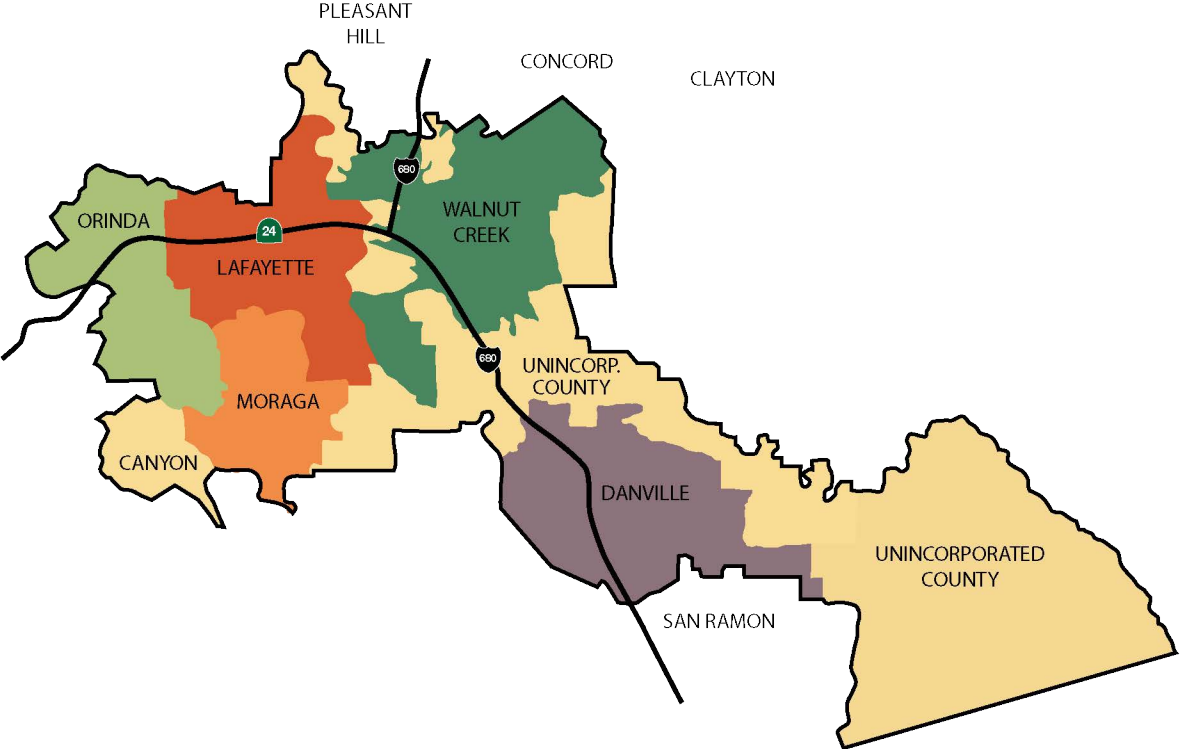 PLEASANT
HILL
CONCORD
CLAYTON
680
ORINDA
WALNUT
CREEK
24
LAFAYETTE
680
UNINCORP.
COUNTY
MORAGA
CANYON
DANVILLE
UNINCORPORATED
COUNTY
SAN RAMON